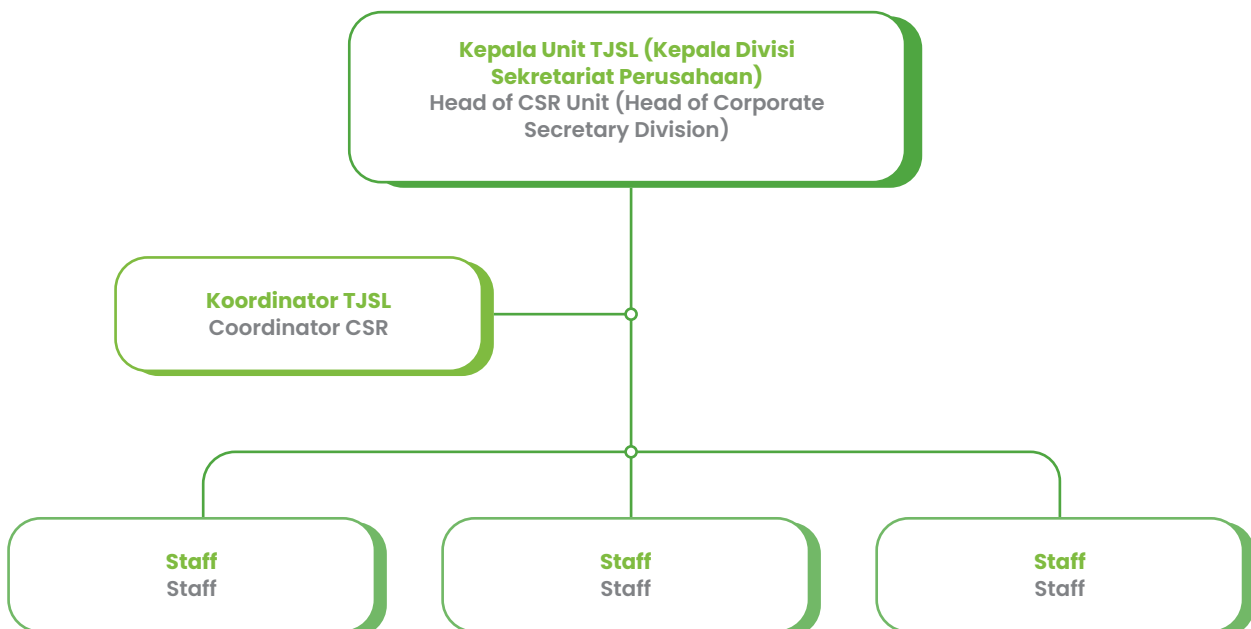 Kepala Unit TJSL (Kepala Divisi
Sekretariat Perusahaan)
Head of CSR Unit (Head of Corporate
Secretary Division)
Koordinator TJSL
Coordinator CSR
Staff
Staff
Staff
Staff
Staff
Staff